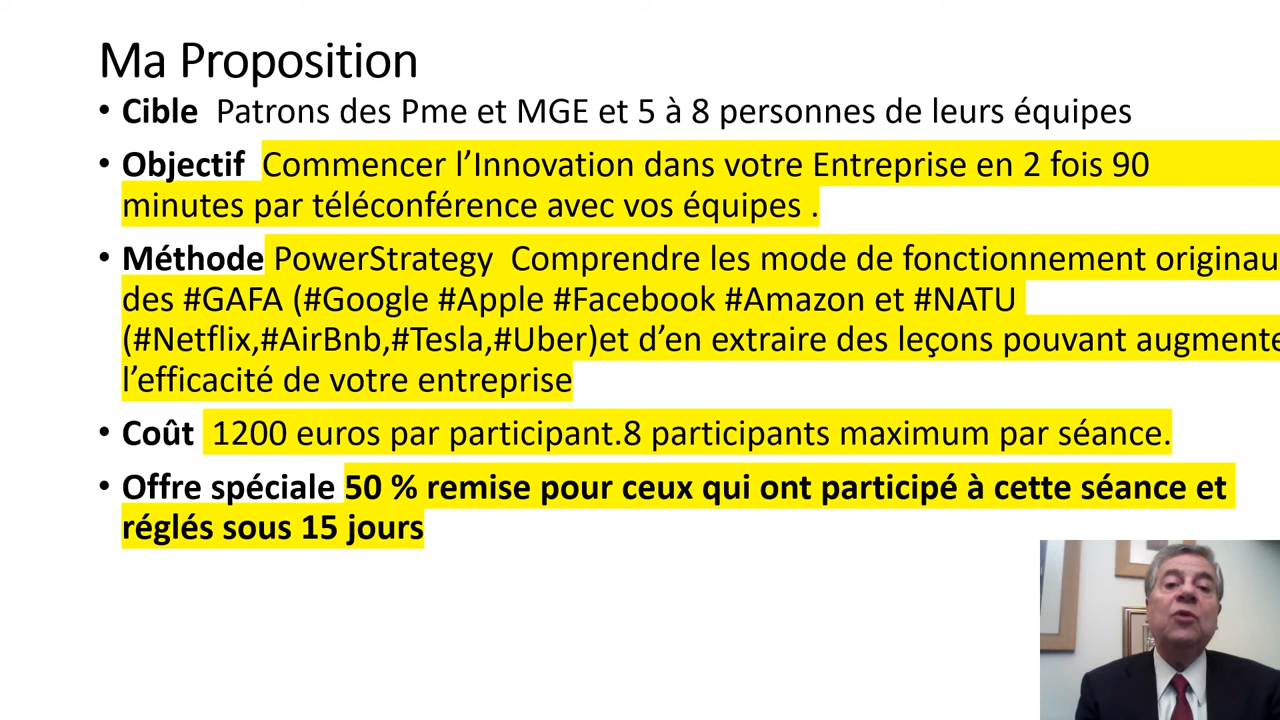 Ma Proposition
• Cible  Patrons des Pme et MGE et 5 à 8 personnes de leurs équipes
• Objectif  Commencer l’Innovation dans votre Entreprise en 2 fois 90
minutes par téléconférence avec vos équipes .
• Méthode PowerStrategy  Comprendre les mode de fonctionnement originau
des #GAFA (#Google #Apple #Facebook #Amazon et #NATU
(#Netflix,#AirBnb,#Tesla,#Uber)et d’en extraire des leçons pouvant augmente
l’efficacité de votre entreprise
• Coût  1200 euros par participant.8 participants maximum par séance.
• Offre spéciale 50 % remise pour ceux qui ont participé à cette séance et
réglés sous 15 jours